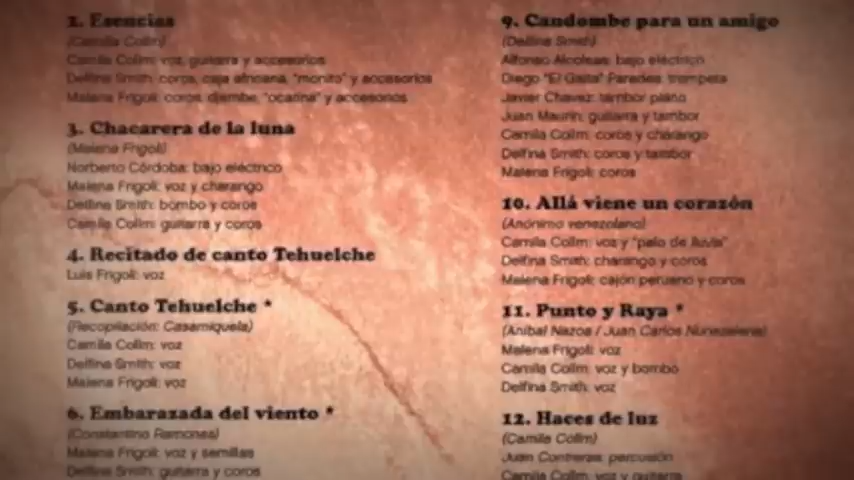 1. Esencias
(Camila Collm)
Camila Collm: voz, guitarra y accesorios
Delfina Smith: coros, caja africana, "monito" y accesorios
Malena Frigoli: coros, djembe, "ocarina" y accesorios
3. Chacarera de la luna
(Malena Frigoli)
Norberto Córdoba: bajo eléctrico
Malena Frigoli: voz y charango
Delfina Smith: bombo y coros
Camila Collm: guitarra y coros
4. Recitado de canto Tehuelche
Luis Frigoli: voz
5. Canto Tehuelche *
(Recopilación: Casamiquela)
Camila Collm: voz
Delfina Smith: voz
Malena Frigoli: voz
6. Embarazada del viento *
(Constantino Ramones)
Malena Frigoli: voz y semillas
Delfina Smith: guitarra y coros
9. Candombe para un amigo
(Delfina Smith)
Alfonso Alcoleas: bajo eléctrico
Diego "El Gaita" Paredes: trompeta
Javier Chavez: tambor piano
Juan Maurin: guitarra y tambor
Camila Collm: coros y charango
Delfina Smith: coros y tambor
Malena Frigoli: coros
10. Allá viene un corazón
(Anónimo venezolano)
Camila Collm: voz y "palo de lluvia"
Delfina Smith: charango y coros
Malena Frigoli: cajón peruano y coros
11. Punto y Raya *
(Aníbal Nazoa / Juan Carlos
Malena Frigoli: voz
Camila Collm: voz y bombo
Delfina Smith: voz
12. Haces de luz
(Camila Collm)
Juan Contreras: percusión
Camila Collm: voz y guitarra